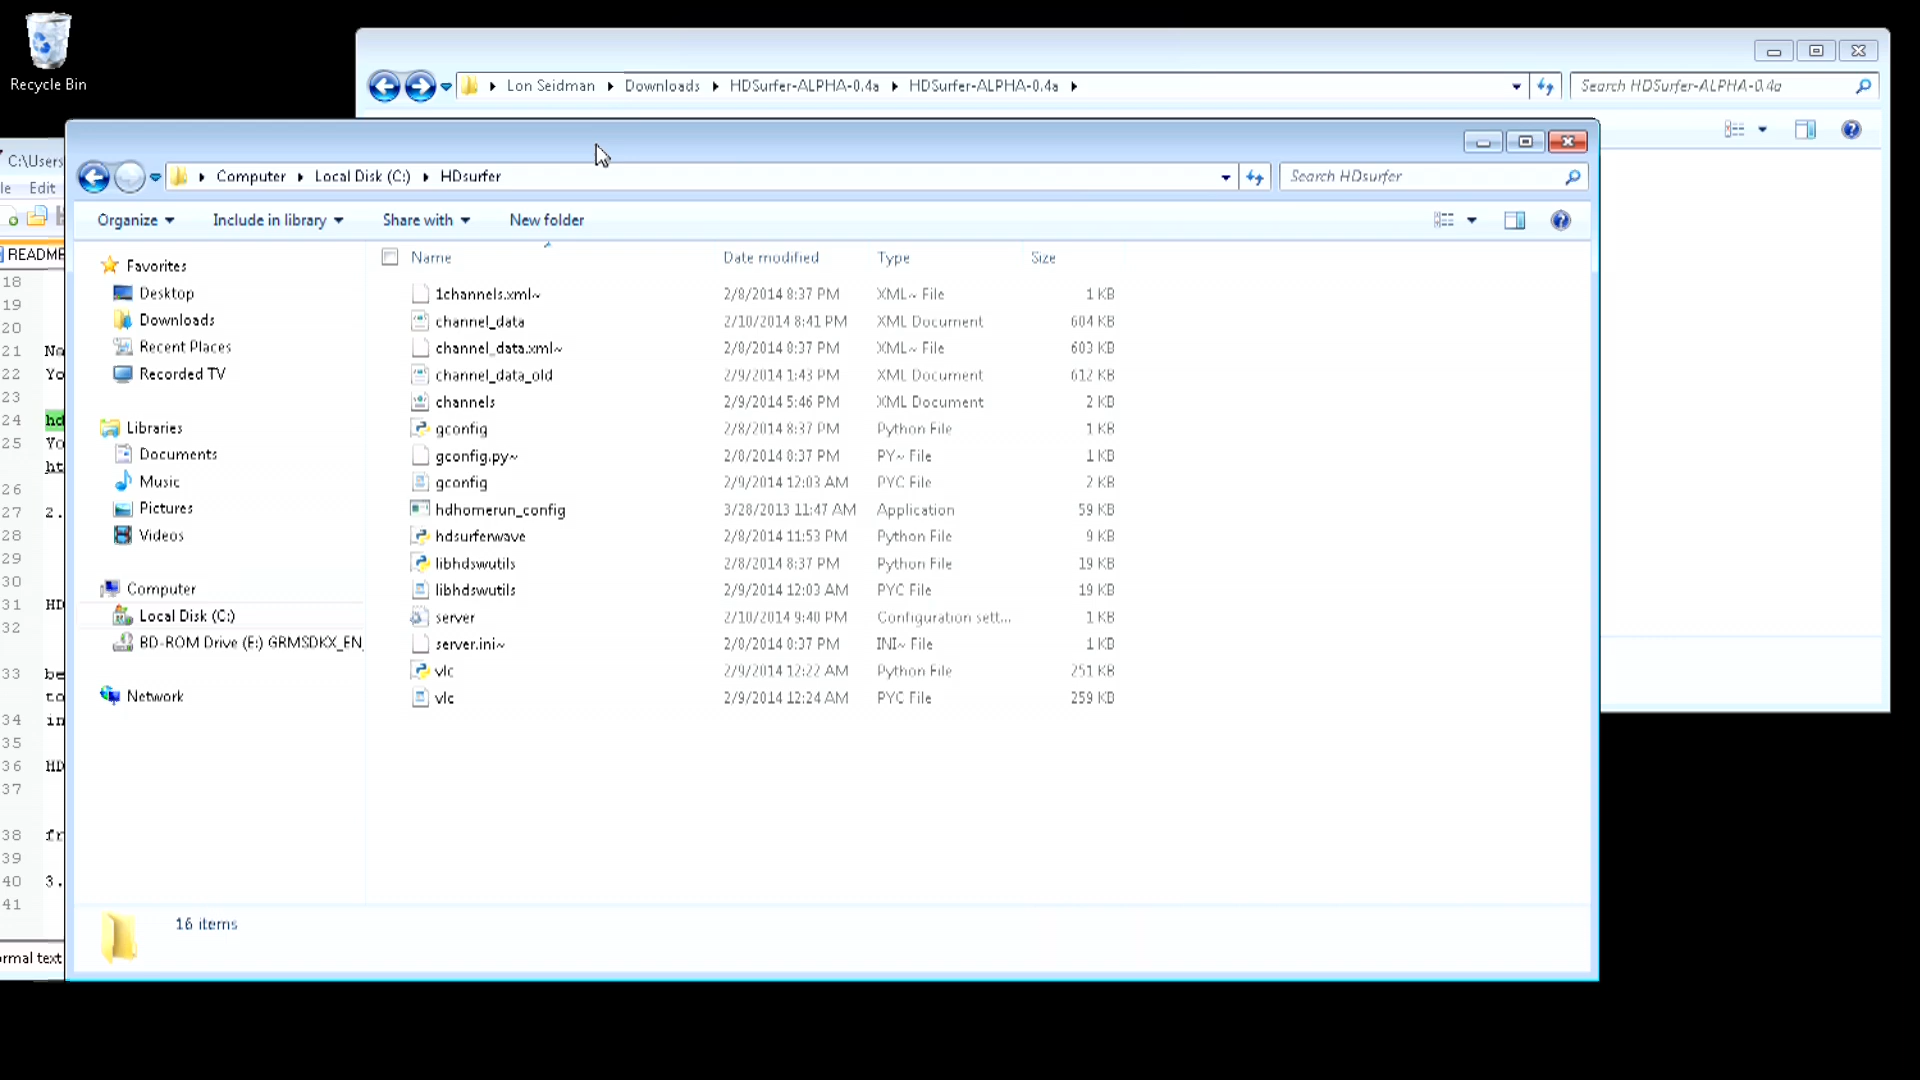 Recycle Bin
Lon Seidman Downloads HDSurfer-ALPHA-0.4a HDSurfer-ALPHA-0.4a
Search HDSurfer-ALPHA-0.4a
C:\Users
Edit
README
18
19
20
21
22 Yo
23
24
25
26
27 2.
28
29
30
31 HD
32
33 be
to
34 in
35
36 HD
37
38 fr
39
40 3.
41
ormal text
Computer Local Disk (C:) HDsurfer
Search HDsurfer
Organize Include in library Share with New folder
Favorites
Desktop
Downloads
Recent Places
Recorded TV
Libraries
Documents
Music
Pictures
Videos
Computer
Local Disk (C:)
BD-ROM Drive (E:) GRMSDKX_EN
Network
Name Date modified Type Size
1channels.xml~ 2/8/2014 8:37 PM XML~ File 1 KB
channel_data 2/10/2014 8:41 PM XML Document 604 KB
channel_data.xml~ 2/8/2014 8:37 PM XML~ File 603 KB
channel_data_old 2/9/2014 1:43 PM XML Document 612 KB
channels 2/9/2014 5:46 PM XML Document 2 KB
gconfig 2/8/2014 8:37 PM Python File 1 KB
gconfig.py~ 2/8/2014 8:37 PM PY~ File 1 KB
gconfig 2/9/2014 12:03 AM PYC File 2 KB
hdhomerun_config 3/28/2013 11:47 AM Application 59 KB
hdsurferwave 2/8/2014 11:53 PM Python File 9 KB
libhdswutils 2/8/2014 8:37 PM Python File 19 KB
libhdswutils 2/9/2014 12:03 AM PYC File 19 KB
server 2/10/2014 9:40 PM Configuration sett... 1 KB
server.ini~ 2/8/2014 8:37 PM INI~ File 1 KB
vlc 2/9/2014 12:22 AM Python File 251 KB
vlc 2/9/2014 12:24 AM PYC File 259 KB
16 items